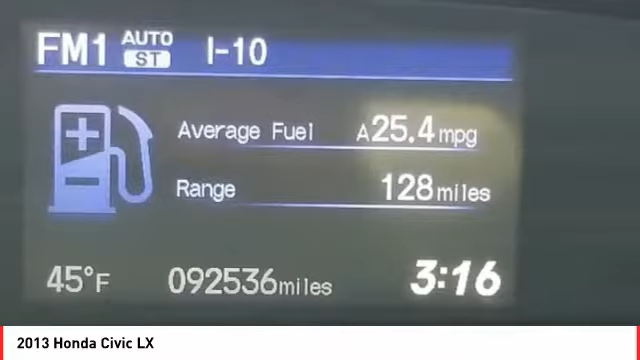 FM1 AUTO ST I-10
Average Fuel A25.4mpg
Range 128miles
45°F 092536miles 3:16
2013 Honda Civic LX